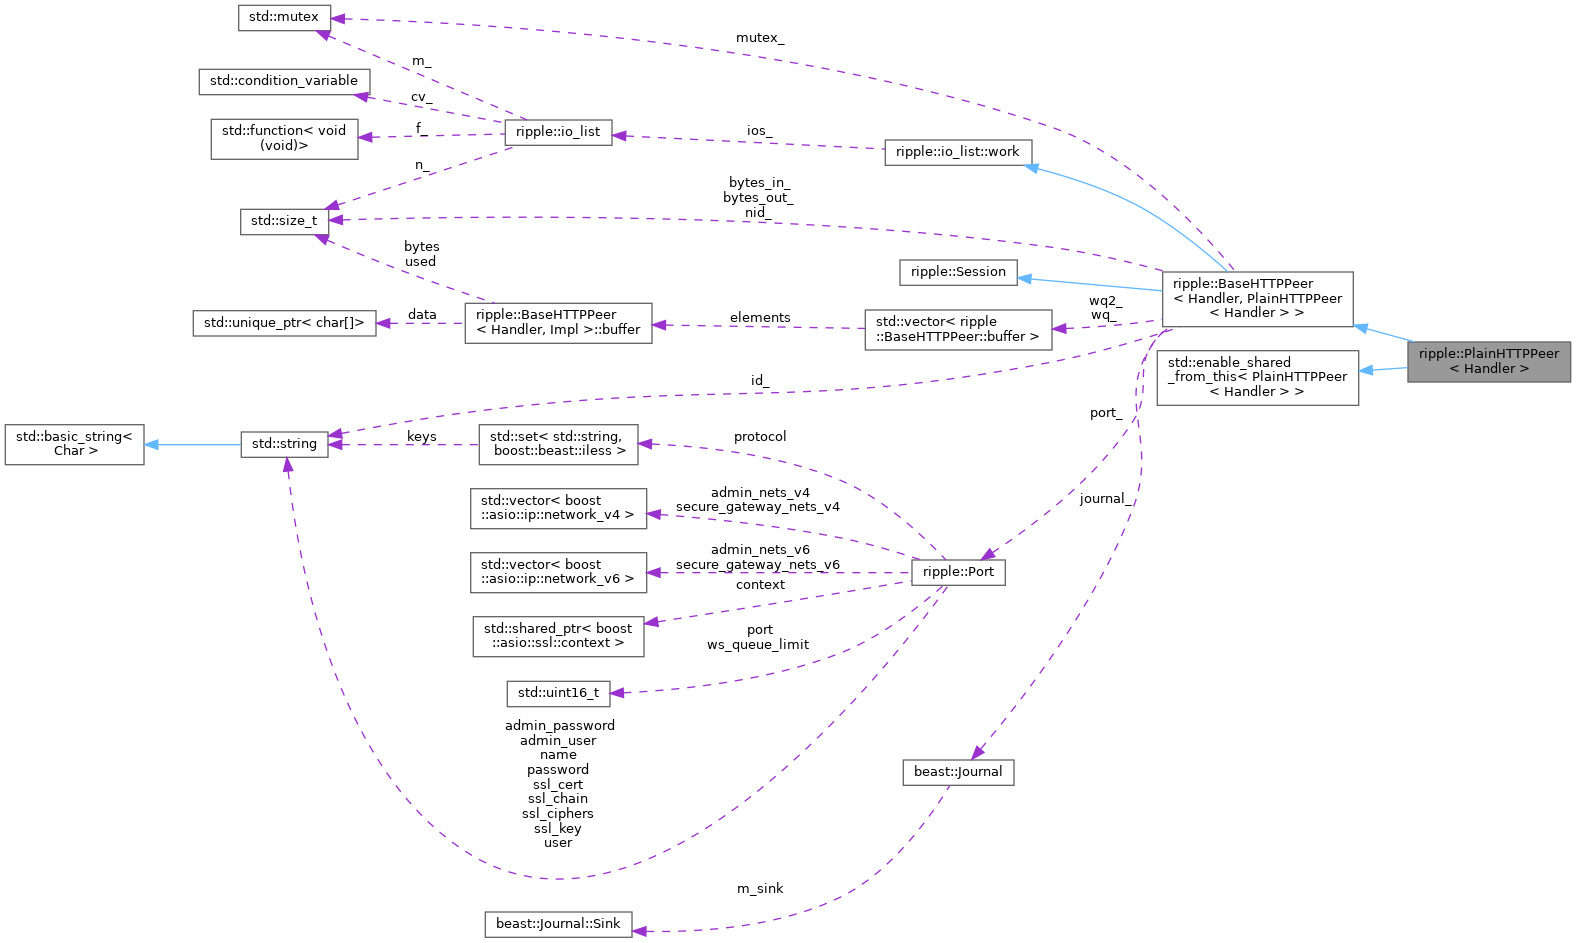 std::mutex
mutex_
m_
std::condition_variable
cv_
std::function< void
(void)>
f_
ripple::io_list
ios_
ripple::io_list::work
n_
bytes_in_
bytes_out_
nid_
std::size_t
bytes
used
ripple::Session
ripple::BaseHTTPPeer
< Handler, PlainHTTPPeer
< Handler > >
std::unique_ptr< char[]>
data
ripple::BaseHTTPPeer
< Handler, Impl >::buffer
elements
std::vector< ripple
::BaseHTTPPeer::buffer >
wq2_
wq_
ripple::PlainHTTPPeer
< Handler >
std::enable_shared
_from_this< PlainHTTPPeer
< Handler > >
id_
port_
std::basic_string<
Char >
std::string
keys
std::set< std::string,
boost::beast::iless >
protocol
std::vector< boost
::asio::ip::network_v4 >
admin_nets_v4
secure_gateway_nets_v4
journal_
std::vector< boost
::asio::ip::network_v6 >
admin_nets_v6
secure_gateway_nets_v6
ripple::Port
context
std::shared_ptr< boost
::asio::ssl::context >
port
ws_queue_limit
std::uint16_t
admin_password
admin_user
name
password
ssl_cert
ssl_chain
ssl_ciphers
ssl_key
user
beast::Journal
m_sink
beast::Journal::Sink